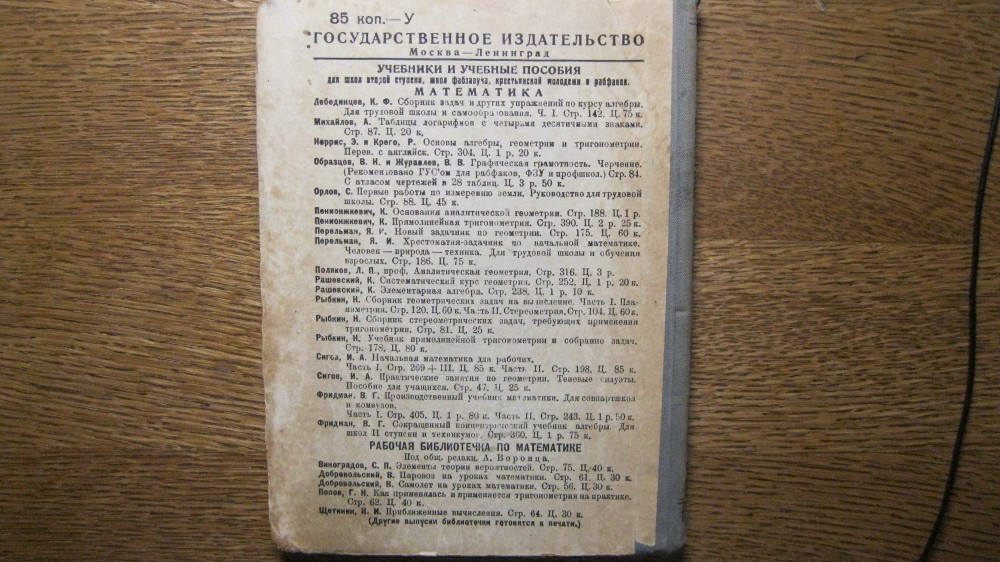 85 коп.—У
ГОСУДАРСТВЕННОЕ ИЗДАТЕЛЬСТВО
Москва—Ленинград
УЧЕБНИКИ И УЧЕБНЫЕ ПОСОБИЯ
для школ второй ступени, школ фабзавуча, крестьянской молодежи и рабфаков.
МАТЕМАТИКА
Лебединцев, К. Ф. Сборник задач и других упражнений по курсу алгебры.
Для трудовой школы и самообразования. Ч. I. Стр. 142. Ц. 75 к.
Михайлов, А. Таблицы логарифмов с четырьмя десятичными знаками.
Стр. 87. Ц. 20 к.
Норрис, Э. и Крего, Р. Основы алгебры, геометрии и тригонометрии.
Перев. с английск. Стр. 304. Ц. 1 р. 20 к.
Образцов, В. Н. и Журавлев, В. В. Графическая грамотность. Черчение.
(Рекомендовано ГУС'ом для рабфаков, ФЗУ и профшкол.) Стр. 84.
С атласом чертежей в 28 таблиц. Ц. 3 р. 50 к.
Орлов, С. Первые работы по измерению земли. Руководство для трудовой
школы. Стр. 88. Ц. 45 к.
Пенионжкевич, К. Основания аналитической геометрии. Стр. 188. Ц. 1 р.
Пенионжкевич, К. Прямолинейная тригонометрия. Стр. 390. Ц. 2 р. 25 к.
Перельман, Я. И. Новый задачник по геометрии. Стр. 175. Ц. 60 к.
Перельман, Я. И. Хрестоматия-задачник по начальной математике.
Человек — природа — техника. Для трудовой школы и обучения
взрослых. Стр. 186. Ц. 75 к.
Поляков, Л. П., проф. Аналитическая геометрия. Стр. 316. Ц. 3 р.
Рашевский, К. Систематический курс геометрии. Стр. 252. Ц. 1 р. 20 к.
Рашевский, К. Элементарная алгебра. Стр. 238. Ц. 1 р. 10 к.
Рыбкин, Н. Сборник геометрических задач на вычисление. Часть I. Пла-
ниметрия. Стр. 120. Ц. 60 к. Часть II. Стереометрия. Стр. 104. Ц. 60 к.
Рыбкин, Н. Сборник стереометрических задач, требующих применения
тригонометрии. Стр. 81. Ц. 25 к.
Рыбкин, Н. Учебник прямолинейной тригонометрии и собрание задач.
Стр. 178. Ц. 80 к.
Сигов, И. А. Начальная математика для рабочих.
Часть I. Стр. 269 + III. Ц. 85 к. Часть II. Стр. 198. Ц. 85 к.
Сигов, И. А. Практические занятия по геометрии. Теневые силуэты.
Пособие для учащихся. Стр. 47. Ц. 25 к.
Фридман, В. Г. Производственный учебник математики. Для совпартшкол
и комвузов.
Часть I. Стр. 405. Ц. 1 р. 80 к. Часть II. Стр. 243. Ц. 1 р. 50 к.
Фридман, В. Г. Сокращенный концентрический учебник алгебры. Для
школ II ступени и техникумов. Стр. 360. Ц. 1 р. 75 к.
РАБОЧАЯ БИБЛИОТЕЧКА ПО МАТЕМАТИКЕ
Под общ. редакц. А. Воронца.
Виноградов, С. П. Элементы теории вероятностей. Стр. 75. Ц. 40 к.
Добровольский, В. Паровоз на уроках математики. Стр. 61. Ц. 30 к.
Добровольский, В. Самолет на уроках математики. Стр. 56. Ц. 30 к.
Попов, Г. Н. Как применялась и применяется тригонометрия на практике.
Стр. 62. Ц. 40 к.
Щетинин, И. И. Приближенные вычисления. Стр. 64. Ц. 30 к.
(Другие выпуски библиотечки готовятся к печати.)